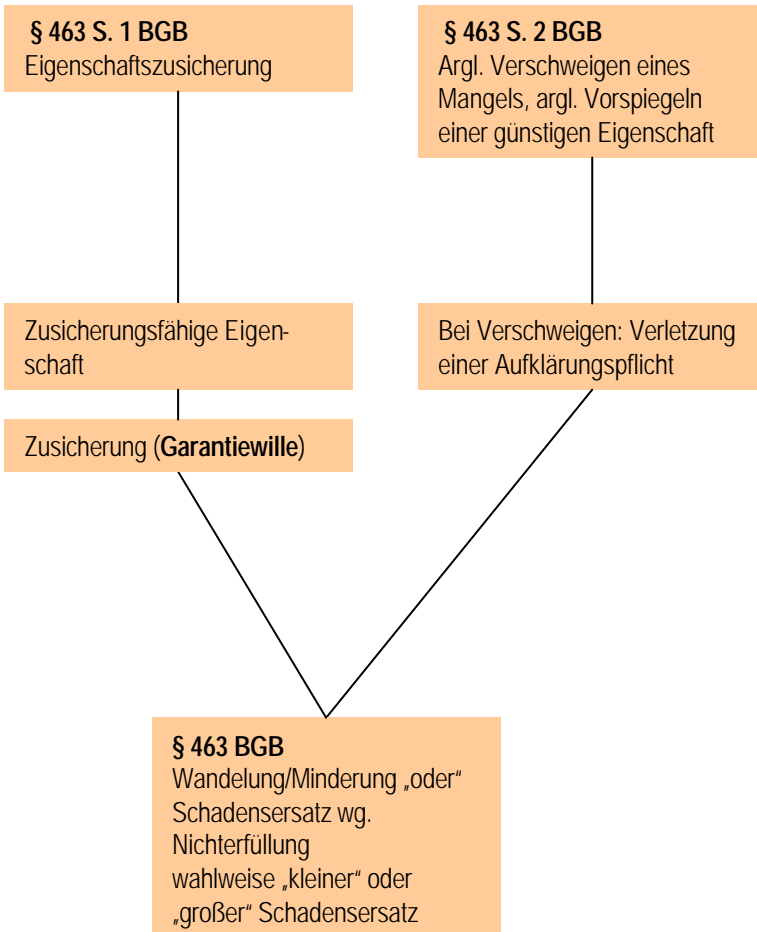 § 463 S. 1 BGB
Eigenschaftszusicherung
§ 463 S. 2 BGB
Argl. Verschweigen eines
Mangels, argl. Vorspiegeln
einer günstigen Eigenschaft
Zusicherungsfähige Eigen-
schaft
Bei Verschweigen: Verletzung
einer Aufklärungspflicht
Zusicherung (Garantiewille)
§ 463 BGB
Wandelung/Minderung „oder“
Schadensersatz wg.
Nichterfüllung
wahlweise „kleiner“ oder
„großer“ Schadensersatz